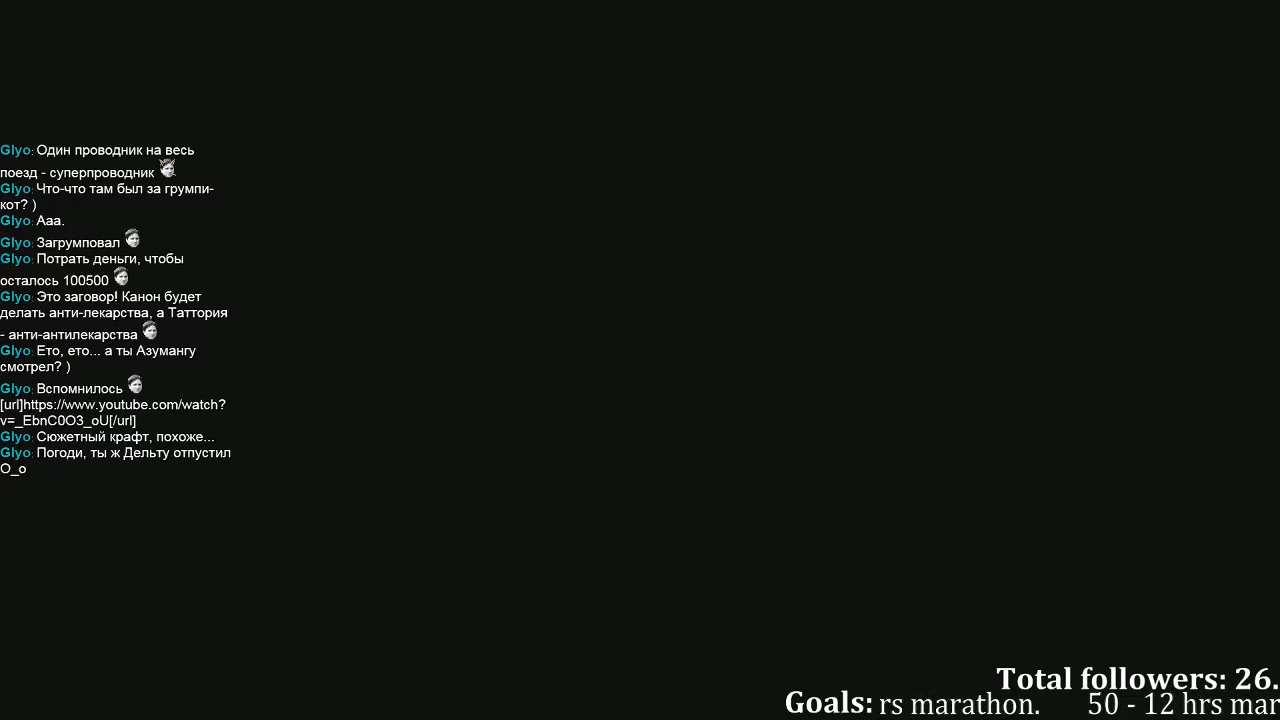 Glyo: Один проводник на весь
поезд - суперпроводник
Glyo: Что-что там был за грумпи-
кот? )
Glyo: Ааа.
Glyo: Загрумповал
Glyo: Потрать деньги, чтобы
осталось 100500
Glyo: Это заговор! Канон будет
делать анти-лекарства, а Таттория
- анти-антилекарства
Glyo: Ето, ето... а ты Азумангу
смотрел? )
Glyo: Вспомнилось
[url]https://www.youtube.com/watch?
v=_EbnC0O3_oU[/url]
Glyo: Сюжетный крафт, похоже...
Glyo: Погоди, ты ж Дельту отпустил
O_o
Total followers: 26.
Goals: rs marathon. 50 - 12 hrs mar